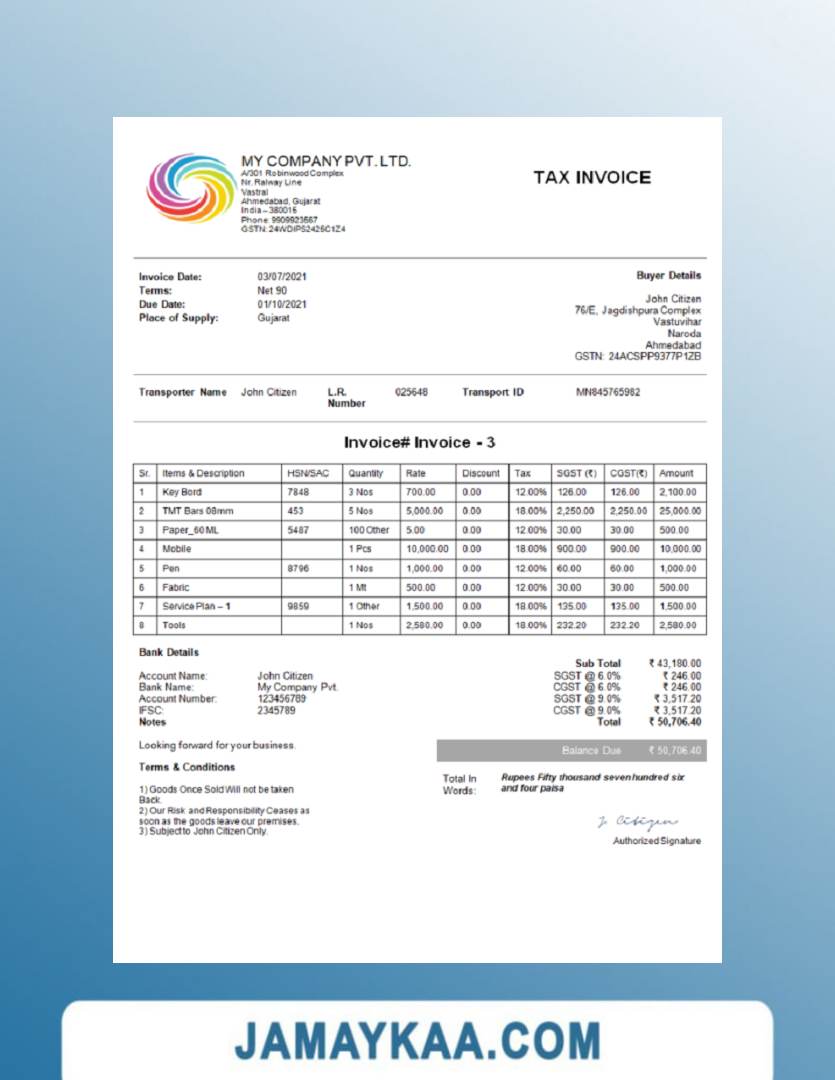 MY COMPANY PVT. LTD.
A/301 Robinwood Complex
Nr. Ralway Line
Vastral
Ahmedabad, Gujarat
India – 380015
Phone: 9909923567
GSTN: 24WDIPS2425C1Z4
TAX INVOICE
Invoice Date: 03/07/2021
Terms: Net 90
Due Date: 01/10/2021
Place of Supply: Gujarat
Buyer Details
John Citizen
76/E, Jagdishpura Complex
Vastuvihar
Naroda
Ahmedabad
GSTN: 24ACSPP9377P1ZB
Transporter Name John Citizen L.R. Number 025648 Transport ID MN845765982
Invoice# Invoice - 3
Sr. Items & Description HSN/SAC Quantity Rate Discount Tax SGST (₹) CGST(₹) Amount
1 Key Bord 7848 3 Nos 700.00 0.00 12.00% 126.00 126.00 2,100.00
2 TMT Bars 08mm 453 5 Nos 5,000.00 0.00 18.00% 2,250.00 2,250.00 25,000.00
3 Paper_60ML 5487 100 Other 5.00 0.00 12.00% 30.00 30.00 500.00
4 Mobile 1 Pcs 10,000.00 0.00 18.00% 900.00 900.00 10,000.00
5 Pen 8796 1 Nos 1,000.00 0.00 12.00% 60.00 60.00 1,000.00
6 Fabric 1 Mt 500.00 0.00 12.00% 30.00 30.00 500.00
7 Service Plan – 1 9859 1 Other 1,500.00 0.00 18.00% 135.00 135.00 1,500.00
8 Tools 1 Nos 2,580.00 0.00 18.00% 232.20 232.20 2,580.00
Bank Details
Account Name: John Citizen
Bank Name: My Company Pvt.
Account Number: 123456789
IFSC: 2345789
Notes
Looking forward for your business.
Terms & Conditions
1) Goods Once Sold Will not be taken
Back.
2) Our Risk and Responsibility Ceases as
soon as the goods leave our premises.
3) Subject to John Citizen Only.
Sub Total ₹ 43,180.00
SGST @ 6.0% ₹ 246.00
CGST @ 6.0% ₹ 246.00
SGST @ 9.0% ₹ 3,517.20
CGST @ 9.0% ₹ 3,517.20
Total ₹ 50,706.40
Balance Due ₹ 50,706.40
Total In Words: Rupees Fifty thousand seven hundred six
and four paisa
J. Citizen
Authorized Signature
JAMAYKAA.COM